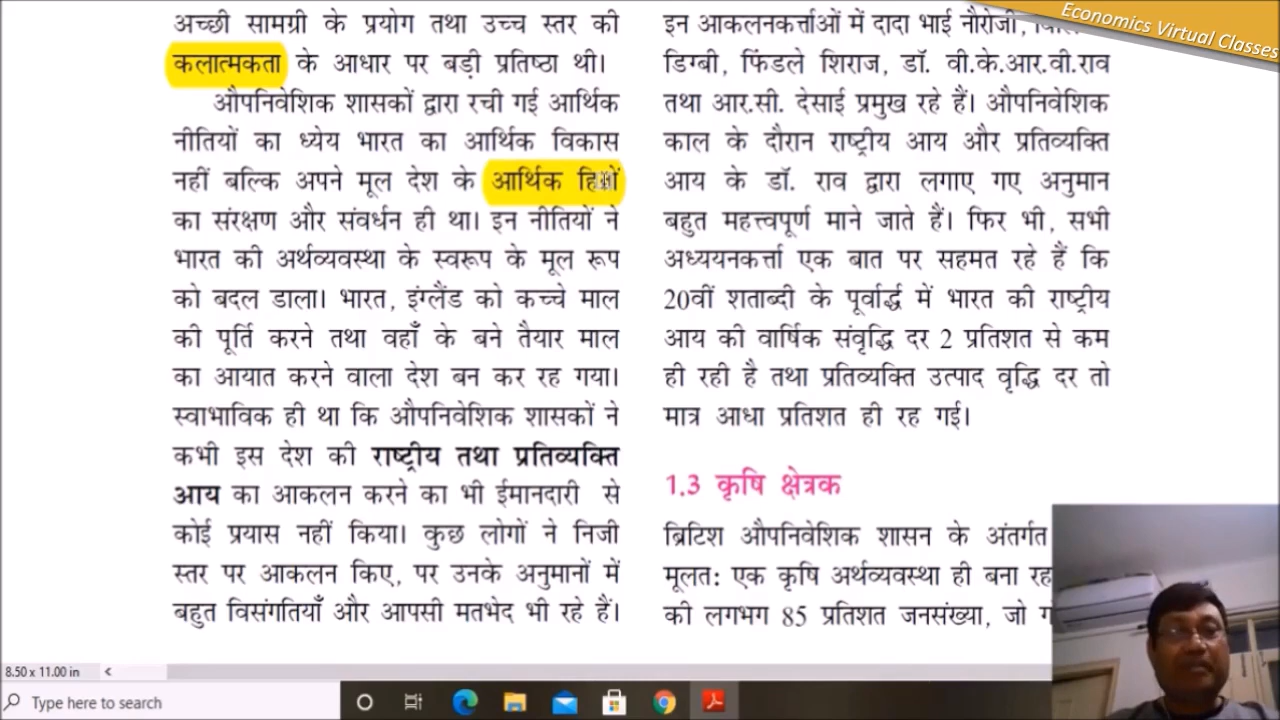 Economics Virtual Classes
अच्छी सामग्री के प्रयोग तथा उच्च स्तर की
कलात्मकता के आधार पर बड़ी प्रतिष्ठा थी।
औपनिवेशिक शासकों द्वारा रची गई आर्थिक
नीतियों का ध्येय भारत का आर्थिक विकास
नहीं बल्कि अपने मूल देश के आर्थिक हितों
का संरक्षण और संवर्धन ही था। इन नीतियों ने
भारत की अर्थव्यवस्था के स्वरूप के मूल रूप
को बदल डाला। भारत, इंग्लैंड को कच्चे माल
की पूर्ति करने तथा वहाँ के बने तैयार माल
का आयात करने वाला देश बन कर रह गया।
स्वाभाविक ही था कि औपनिवेशिक शासकों ने
कभी इस देश की राष्ट्रीय तथा प्रतिव्यक्ति
आय का आकलन करने का भी ईमानदारी से
कोई प्रयास नहीं किया। कुछ लोगों ने निजी
स्तर पर आकलन किए, पर उनके अनुमानों में
बहुत विसंगतियाँ और आपसी मतभेद भी रहे हैं।
इन आकलनकर्त्ताओं में दादा भाई नौरोजी,
डिग्बी, फिंडले शिराज, डॉ. वी.के.आर.वी.राव
तथा आर.सी. देसाई प्रमुख रहे हैं। औपनिवेशिक
काल के दौरान राष्ट्रीय आय और प्रतिव्यक्ति
आय के डॉ. राव द्वारा लगाए गए अनुमान
बहुत महत्त्वपूर्ण माने जाते हैं। फिर भी, सभी
अध्ययनकर्त्ता एक बात पर सहमत रहे हैं कि
20वीं शताब्दी के पूर्वार्द्ध में भारत की राष्ट्रीय
आय की वार्षिक संवृद्धि दर 2 प्रतिशत से कम
ही रही है तथा प्रतिव्यक्ति उत्पाद वृद्धि दर तो
मात्र आधा प्रतिशत ही रह गई।
1.3 कृषि क्षेत्रक
ब्रिटिश औपनिवेशिक शासन के अंतर्गत
मूलत: एक कृषि अर्थव्यवस्था ही बना रह
की लगभग 85 प्रतिशत जनसंख्या, जो
8.50 x 11.00 in
Type here to search